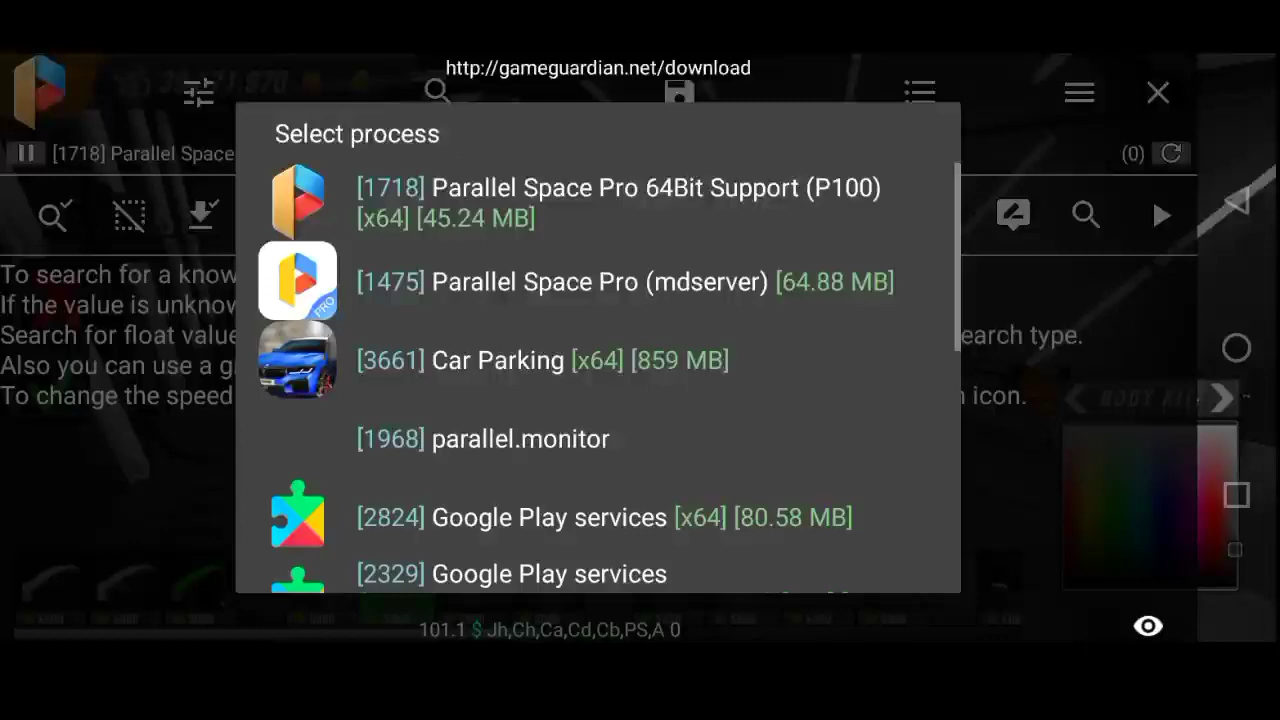 http://gameguardian.net/download
Select process
[1718] Parallel Space
(0)
[1718] Parallel Space Pro 64Bit Support (P100)
[x64] [45.24 MB]
PRO
[1475] Parallel Space Pro (mdserver) [64.88 MB]
To search for a know
If the value is unknow
Search for float value
earch type.
Also you can use a g
To change the speed
n icon.
[3661] Car Parking [x64] [859 MB]
BODY KIT
[1968] parallel.monitor
[2824] Google Play services [x64] [80.58 MB]
[2329] Google Play services
101.1 $ Jh,Ch,Ca,Cd,Cb,PS,A 0